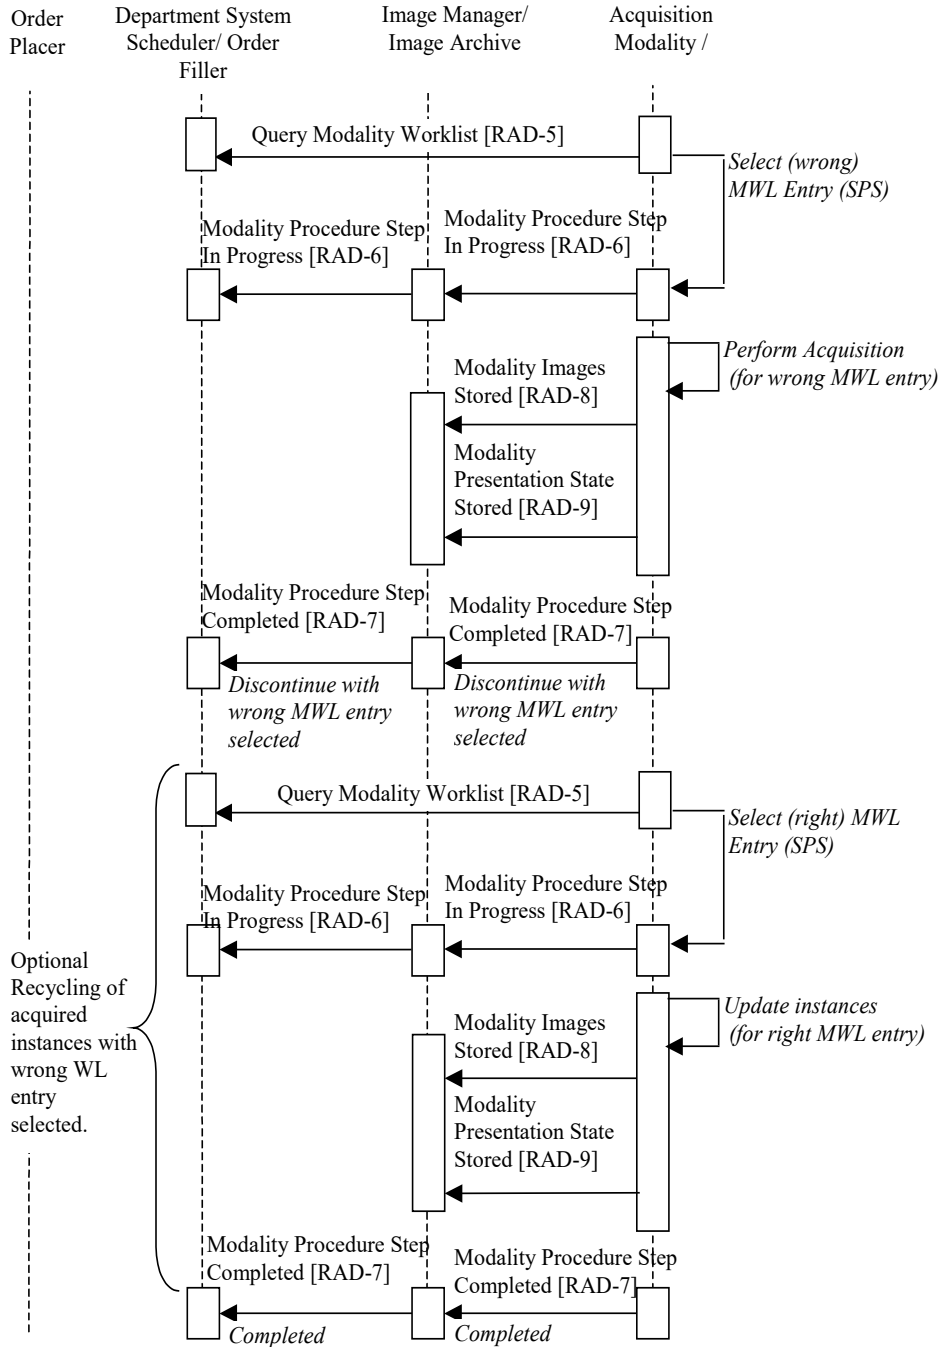 Order
Placer
Department System
Scheduler/ Order
Filler
Image Manager/
Image Archive
Acquisition
Modality /
Query Modality Worklist [RAD-5]
Select (wrong)
MWL Entry (SPS)
Modality Procedure Step
In Progress [RAD-6]
Modality Procedure Step
In Progress [RAD-6]
Perform Acquisition
(for wrong MWL entry)
Modality Images
Stored [RAD-8]
Modality
Presentation State
Stored [RAD-9]
Modality Procedure Step
Completed [RAD-7]
Modality Procedure Step
Completed [RAD-7]
Discontinue with
wrong MWL entry
selected
Discontinue with
wrong MWL entry
selected
Query Modality Worklist [RAD-5]
Select (right) MWL
Entry (SPS)
Modality Procedure Step
In Progress [RAD-6]
Modality Procedure Step
In Progress [RAD-6]
Optional
Recycling of
acquired
instances with
wrong WL
entry
selected.
Update instances
(for right MWL entry)
Modality Images
Stored [RAD-8]
Modality
Presentation State
Stored [RAD-9]
Modality Procedure Step
Completed [RAD-7]
Modality Procedure Step
Completed [RAD-7]
Completed
Completed